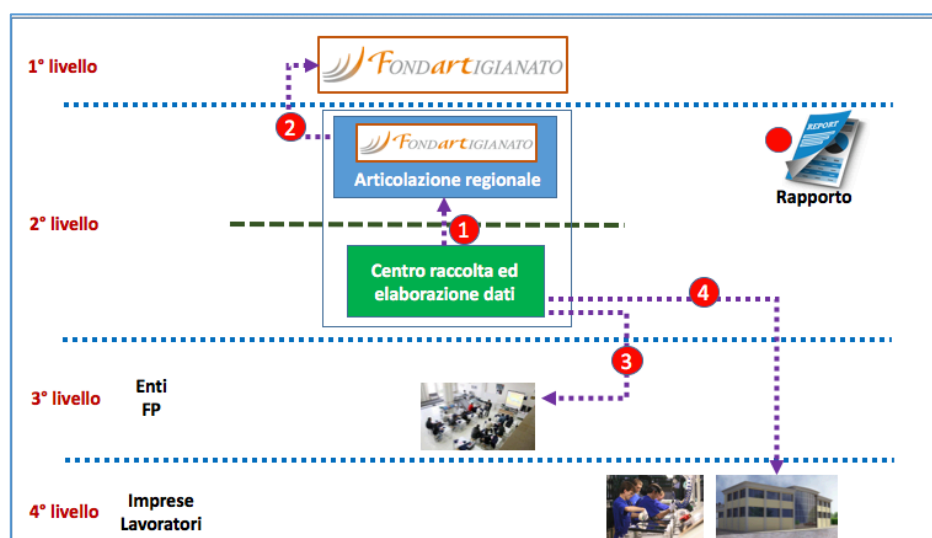 1° livello
FONDARTIGIANATO
2
FONDARTIGIANATO
Articolazione regionale
REPORT
Rapporto
2° livello
1
Centro raccolta ed
elaborazione dati
4
3
3° livello
Enti
FP
4° livello
Imprese
Lavoratori